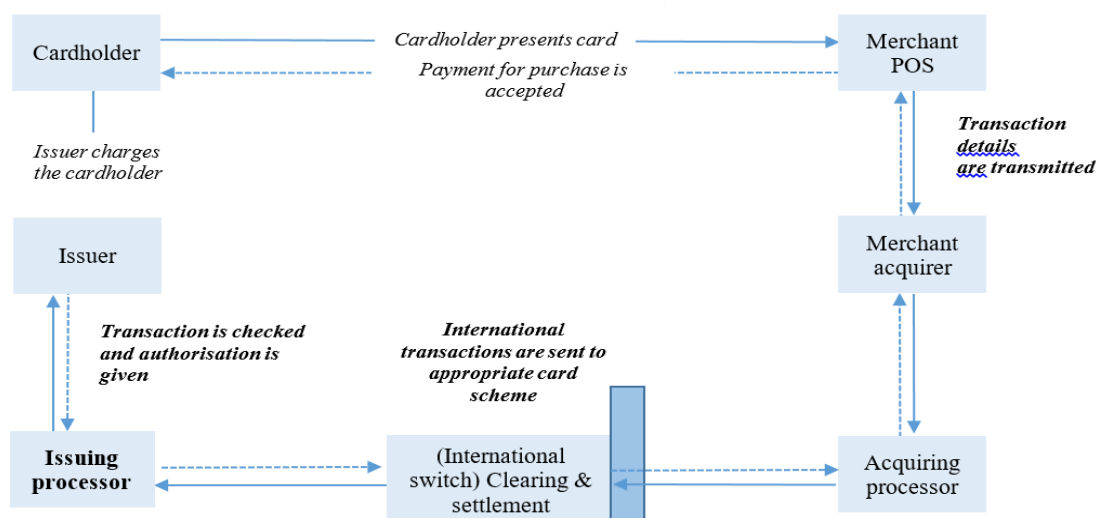 Cardholder
Cardholder presents card
Payment for purchase is
accepted
Merchant
POS
Issuer charges
the cardholder
Transaction
details
are transmitted
Issuer
Merchant
acquirer
Transaction is checked
and authorisation is
given
International
transactions are sent to
appropriate card
scheme
Issuing
processor
(International
switch) Clearing &
settlement
Acquiring
processor